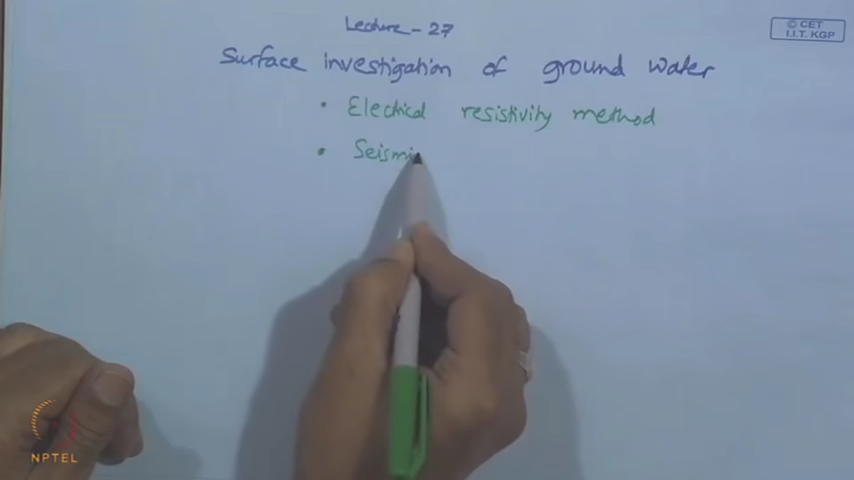 Lecture - 27
© CET
I.I.T. KGP
Surface investigation of ground water
• Electrical resistivity method
• Seismi
NPTEL